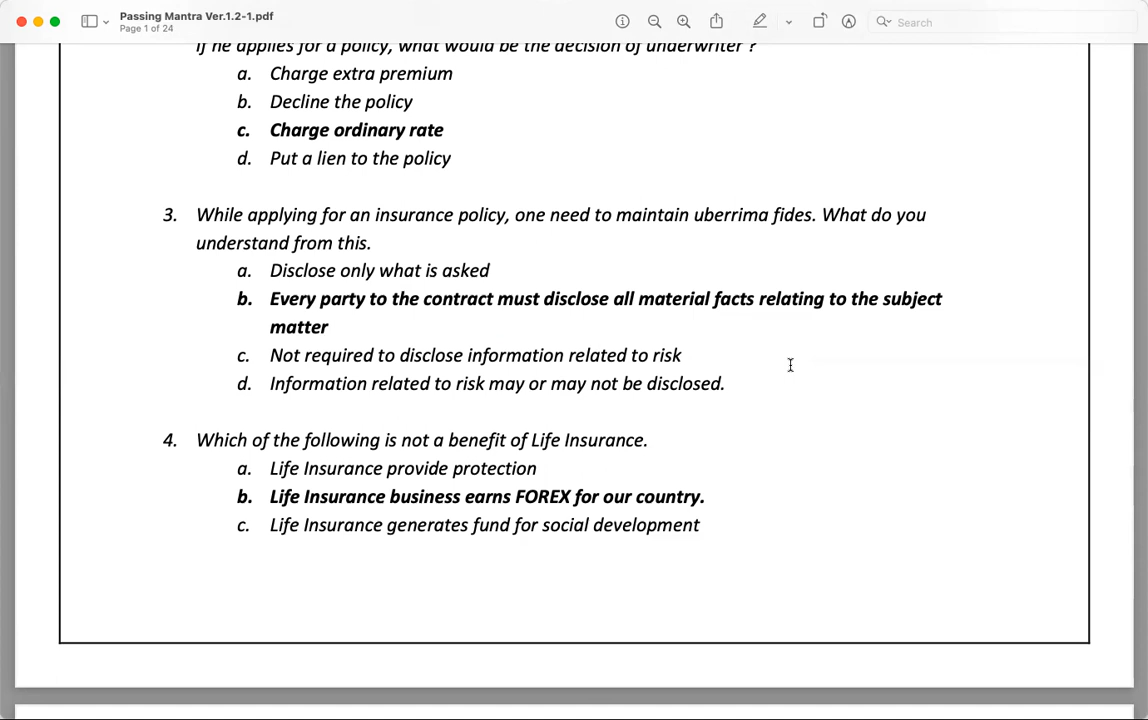 Passing Mantra Ver.1.2-1.pdf
Page 1 of 24
Search
if he applies for a policy, what would be the decision of underwriter ?
a. Charge extra premium
b. Decline the policy
c. Charge ordinary rate
d. Put a lien to the policy
3. While applying for an insurance policy, one need to maintain uberrima fides. What do you
understand from this.
a. Disclose only what is asked
b. Every party to the contract must disclose all material facts relating to the subject
matter
c. Not required to disclose information related to risk
d. Information related to risk may or may not be disclosed.
4. Which of the following is not a benefit of Life Insurance.
a. Life Insurance provide protection
b. Life Insurance business earns FOREX for our country.
c. Life Insurance generates fund for social development